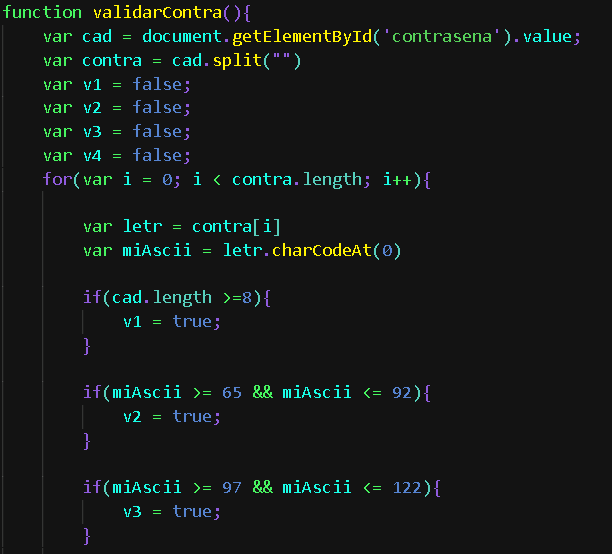 function validarContra(){
var cad = document.getElementById('contrasena').value;
var contra = cad.split("")
var v1 = false;
var v2 = false;
var v3 = false;
var v4 = false;
for(var i = 0; i < contra.length; i++){
var letr = contra[i]
var miAscii = letr.charCodeAt(0)
if(cad.length >=8){
v1 = true;
}
if(miAscii >= 65 && miAscii <= 92){
v2 = true;
}
if(miAscii >= 97 && miAscii <= 122){
v3 = true;
}